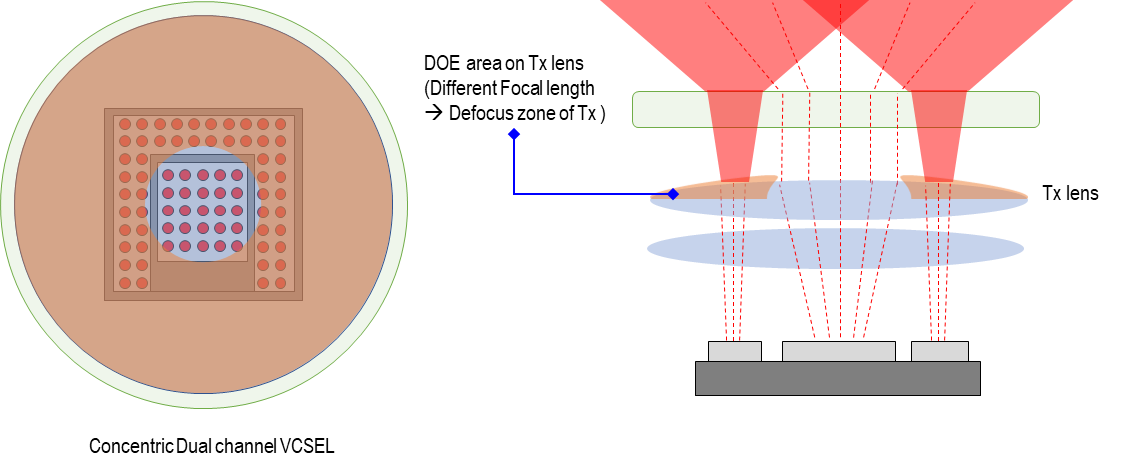 DOE area on Tx lens
(Different Focal length
→ Defocus zone of Tx )
Tx lens
Concentric Dual channel VCSEL